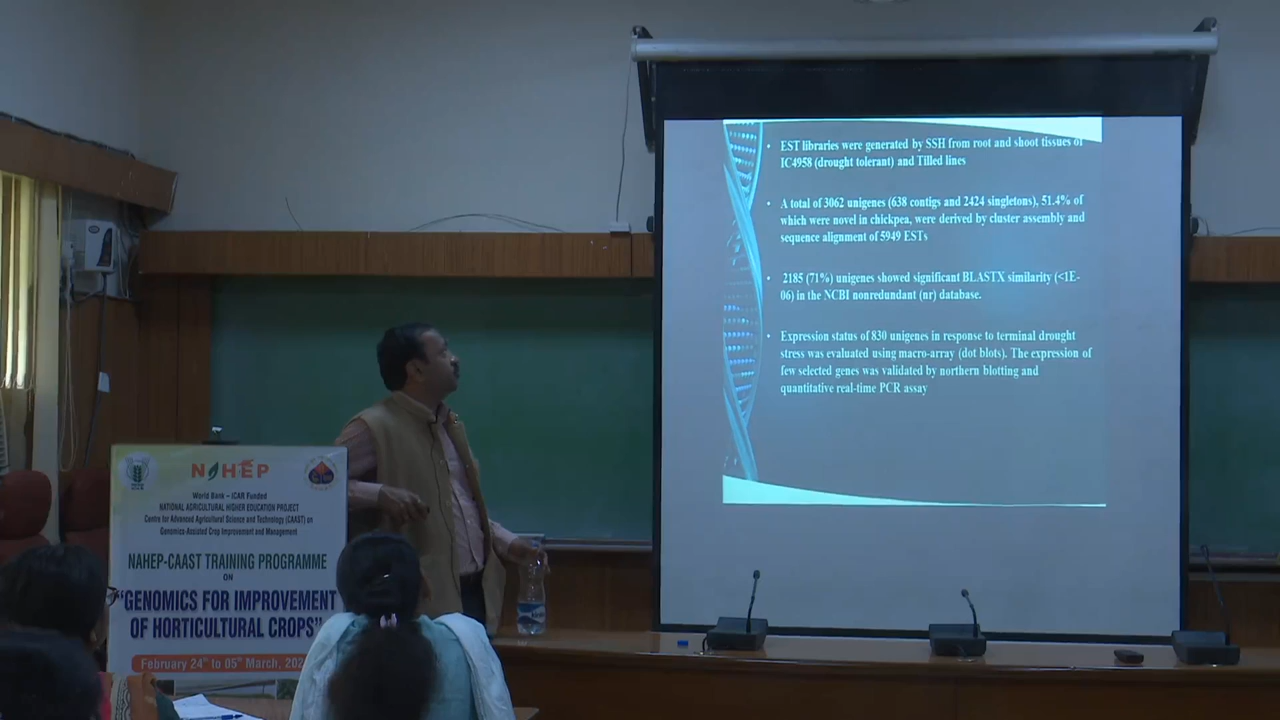 EST libraries were generated by SSH from root and shoot tissues of
IC4958 (drought tolerant) and Tilled lines
A total of 3062 unigenes (638 contigs and 2424 singletons), 51.4% of
which were novel in chickpea, were derived by cluster assembly and
sequence alignment of 5949 ESTs
2185 (71%) unigenes showed significant BLASTX similarity (<1E-
06) in the NCBI nonredundant (nr) database.
Expression status of 830 unigenes in response to terminal drought
stress was evaluated using macro-array (dot blots). The expression of
few selected genes was validated by northern blotting and
quantitative real-time PCR assay
NAHEP
World Bank – ICAR Funded
NATIONAL AGRICULTURAL HIGHER EDUCATION PROJECT
Centre for Advanced Agricultural Science and Technology (CAAST) on
Genomics-Assisted Crop Improvement and Management
NAHEP-CAAST TRAINING PROGRAMME
ON
"GENOMICS FOR IMPROVEMENT
OF HORTICULTURAL CROPS"
February 24th to 05th March, 202